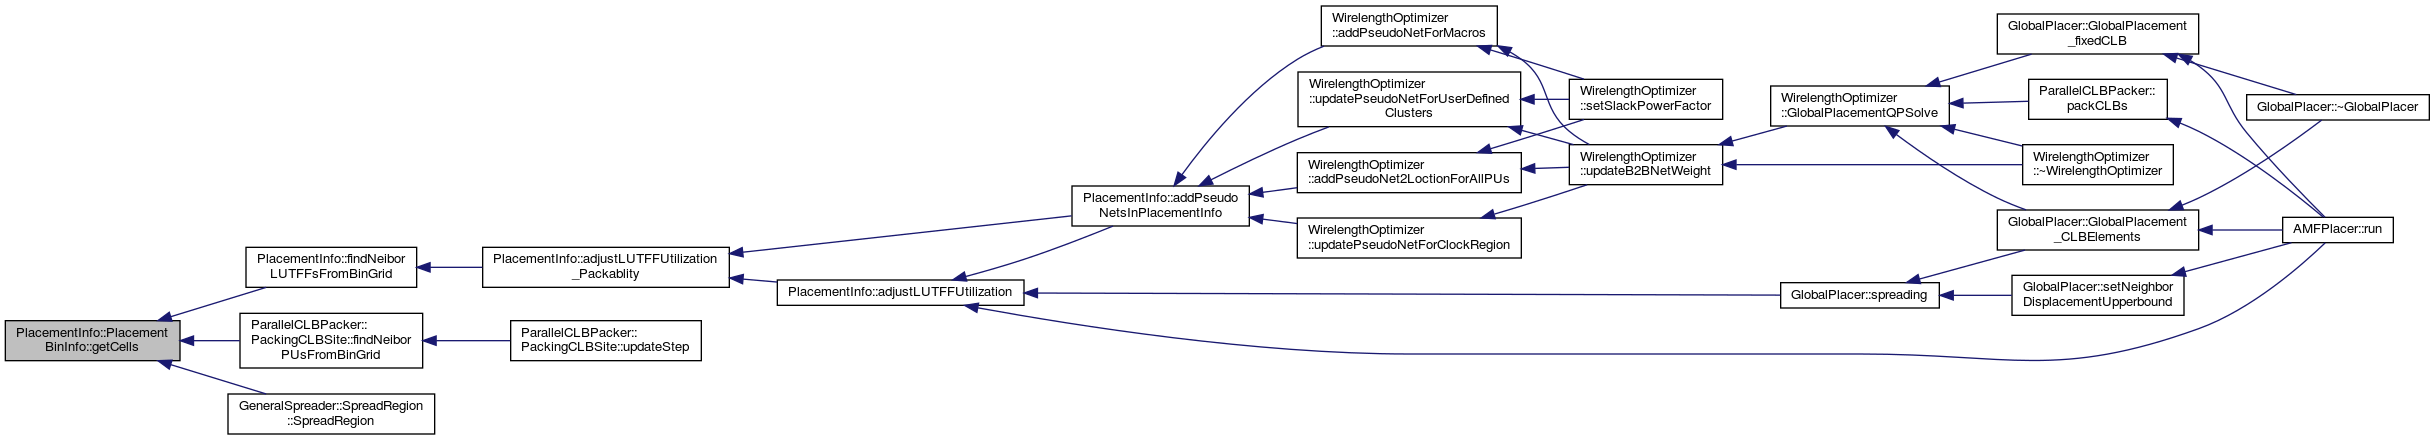 PlacementInfo::Placement
BinInfo::getCells
PlacementInfo::findNeibor
LUTFFsFromBinGrid
ParallelCLBPacker::
PackingCLBSite::findNeibor
PUsFromBinGrid
GeneralSpreader::SpreadRegion
::SpreadRegion
PlacementInfo::adjustLUTFFUtilization
_Packablity
ParallelCLBPacker::
PackingCLBSite::updateStep
PlacementInfo::adjustLUTFFUtilization
PlacementInfo::addPseudo
NetsInPlacementInfo
WirelengthOptimizer
::addPseudoNetForMacros
WirelengthOptimizer
::updatePseudoNetForUserDefined
Clusters
WirelengthOptimizer
::addPseudoNet2LoctionForAllPUs
WirelengthOptimizer
::updatePseudoNetForClockRegion
WirelengthOptimizer
::setSlackPowerFactor
WirelengthOptimizer
::updateB2BNetWeight
WirelengthOptimizer
::GlobalPlacementQPSolve
GlobalPlacer::spreading
GlobalPlacer::GlobalPlacement
_fixedCLB
ParallelCLBPacker::
packCLBs
WirelengthOptimizer
::~WirelengthOptimizer
GlobalPlacer::GlobalPlacement
_CLBElements
GlobalPlacer::setNeighbor
DisplacementUpperbound
GlobalPlacer::~GlobalPlacer
AMFPlacer::run